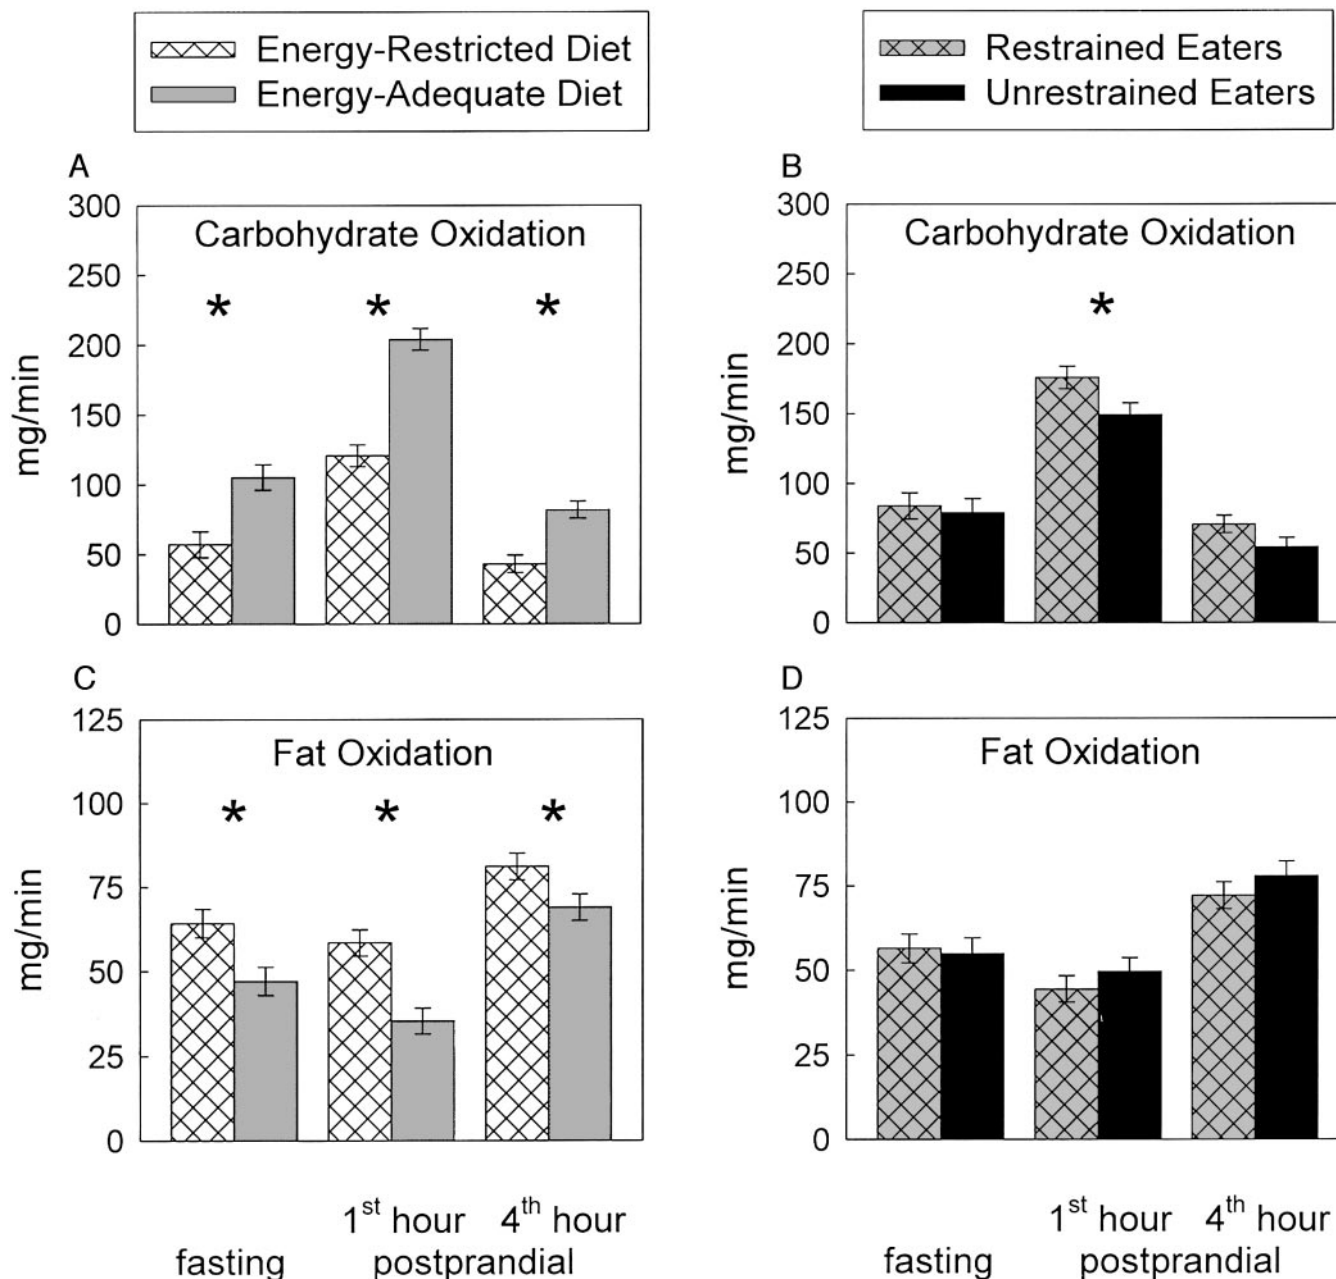 Energy-Restricted Diet
Energy-Adequate Diet
Restrained Eaters
Unrestrained Eaters
A
300
250
200
150
100
50
0
mg/min
Carbohydrate Oxidation
*
*
*
B
300
250
200
150
100
50
0
mg/min
Carbohydrate Oxidation
*
C
125
100
75
50
25
0
mg/min
Fat Oxidation
*
*
*
D
125
100
75
50
25
0
mg/min
Fat Oxidation
1st hour 4th hour
fasting postprandial
1st hour 4th hour
fasting postprandial